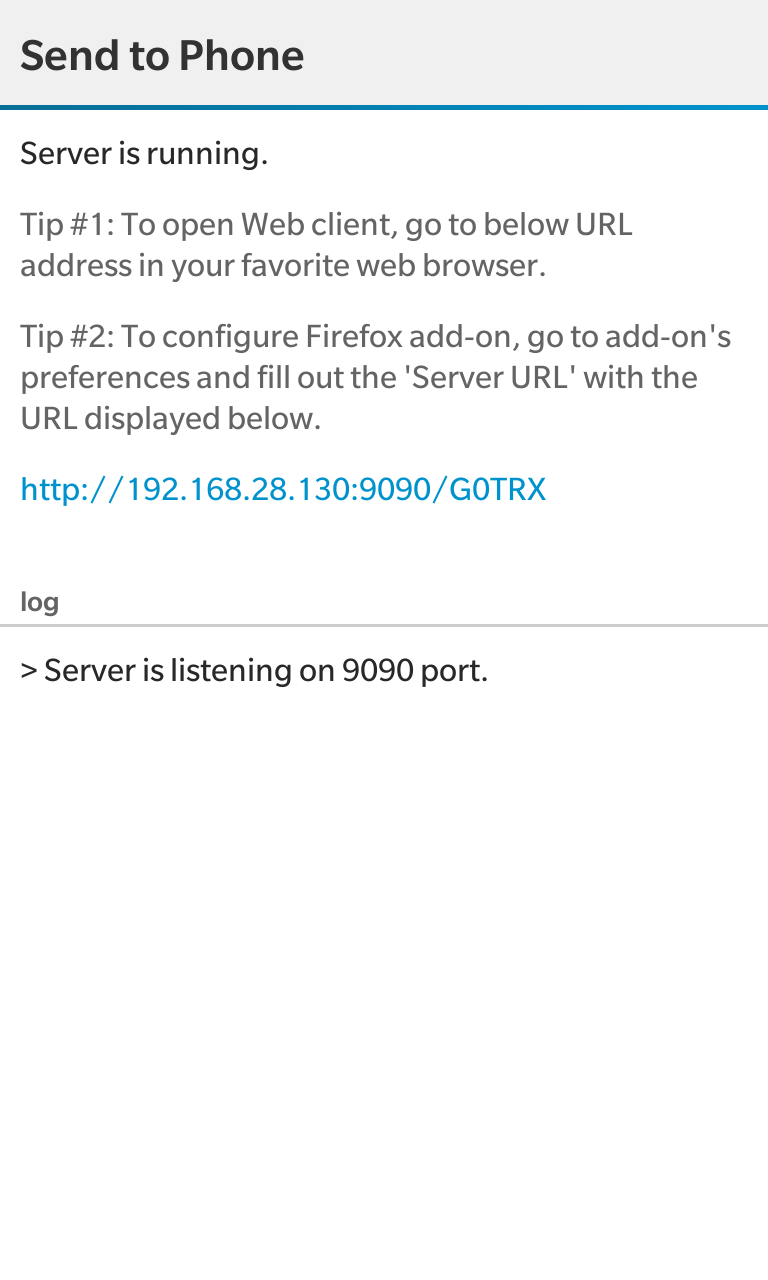 Send to Phone
Server is running.
Tip #1: To open Web client, go to below URL
address in your favorite web browser.
Tip #2: To configure Firefox add-on, go to add-on's
preferences and fill out the 'Server URL' with the
URL displayed below.
http://192.168.28.130:9090/G0TRX
log
> Server is listening on 9090 port.